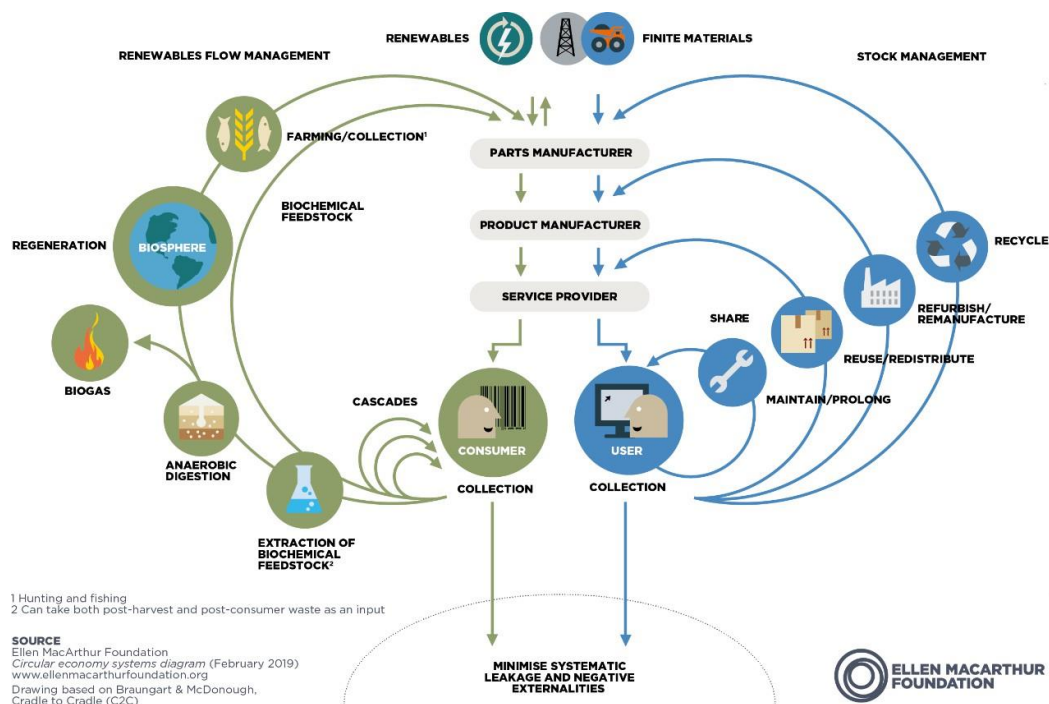 RENEWABLES
FINITE MATERIALS
RENEWABLES FLOW MANAGEMENT
STOCK MANAGEMENT
FARMING/COLLECTION¹
PARTS MANUFACTURER
BIOCHEMICAL
FEEDSTOCK
PRODUCT MANUFACTURER
REGENERATION
BIOSPHERE
RECYCLE
SERVICE PROVIDER
SHARE
REFURBISH/
REMANUFACTURE
REUSE/REDISTRIBUTE
BIOGAS
CASCADES
MAINTAIN/PROLONG
CONSUMER
USER
ANAEROBIC
DIGESTION
COLLECTION
COLLECTION
EXTRACTION OF
BIOCHEMICAL
FEEDSTOCK²
1 Hunting and fishing
2 Can take both post-harvest and post-consumer waste as an input
SOURCE
Ellen MacArthur Foundation
Circular economy systems diagram (February 2019)
www.ellenmacarthurfoundation.org
Drawing based on Braungart & McDonough,
Cradle to Cradle (C2C)
MINIMISE SYSTEMATIC
LEAKAGE AND NEGATIVE
EXTERNALITIES
ELLEN MACARTHUR
FOUNDATION